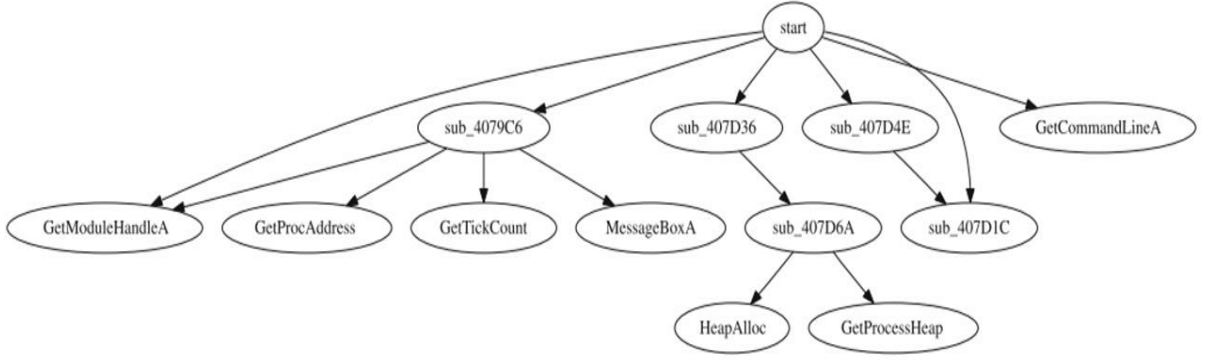 start
sub_4079C6
sub_407D36
sub_407D4E
GetCommandLineA
GetModuleHandleA
GetProcAddress
GetTickCount
MessageBoxA
sub_407D6A
sub_407D1C
HeapAlloc
GetProcessHeap